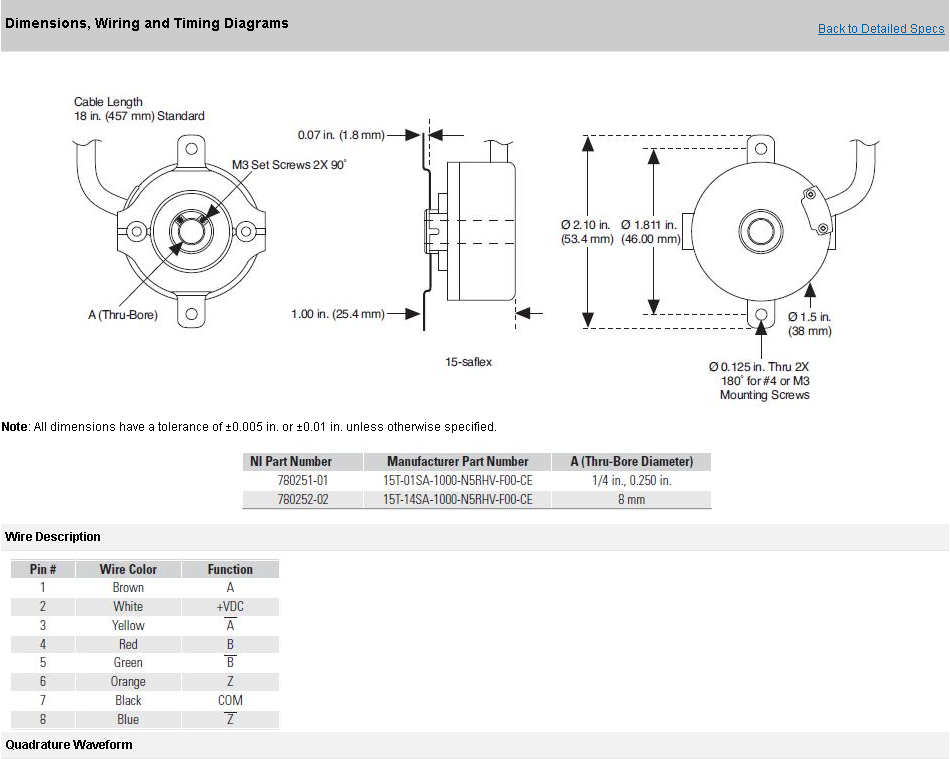 Dimensions, Wiring and Timing Diagrams
Back to Detailed Specs
Cable Length
18 in. (457 mm) Standard
0.07 in. (1.8 mm)
M3 Set Screws 2X 90°
A (Thru-Bore)
1.00 in. (25.4 mm)
15-saflex
Ø 2.10 in.
(53.4 mm)
Ø 1.811 in.
(46.00 mm)
Ø 1.5 in.
(38 mm)
Ø 0.125 in. Thru 2X
180° for #4 or M3
Mounting Screws
Note: All dimensions have a tolerance of ±0.005 in. or ±0.01 in. unless otherwise specified.
NI Part Number Manufacturer Part Number A (Thru-Bore Diameter)
780251-01 15T-01SA-1000-N5RHV-F00-CE 1/4 in., 0.250 in.
780252-02 15T-14SA-1000-N5RHV-F00-CE 8 mm
Wire Description
Pin # Wire Color Function
1 Brown A
2 White +VDC
3 Yellow A̅
4 Red B
5 Green B̅
6 Orange Z
7 Black COM
8 Blue Z̅
Quadrature Waveform